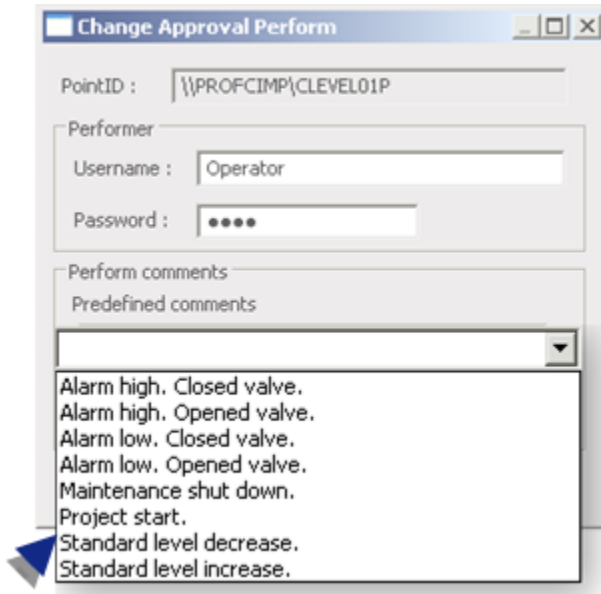 Change Approval Perform
PointID : \\PROFCIMP\CLEVEL01P
Performer
Username : Operator
Password : ●●●●
Perform comments
Predefined comments
Alarm high. Closed valve.
Alarm high. Opened valve.
Alarm low. Closed valve.
Alarm low. Opened valve.
Maintenance shut down.
Project start.
Standard level decrease.
Standard level increase.